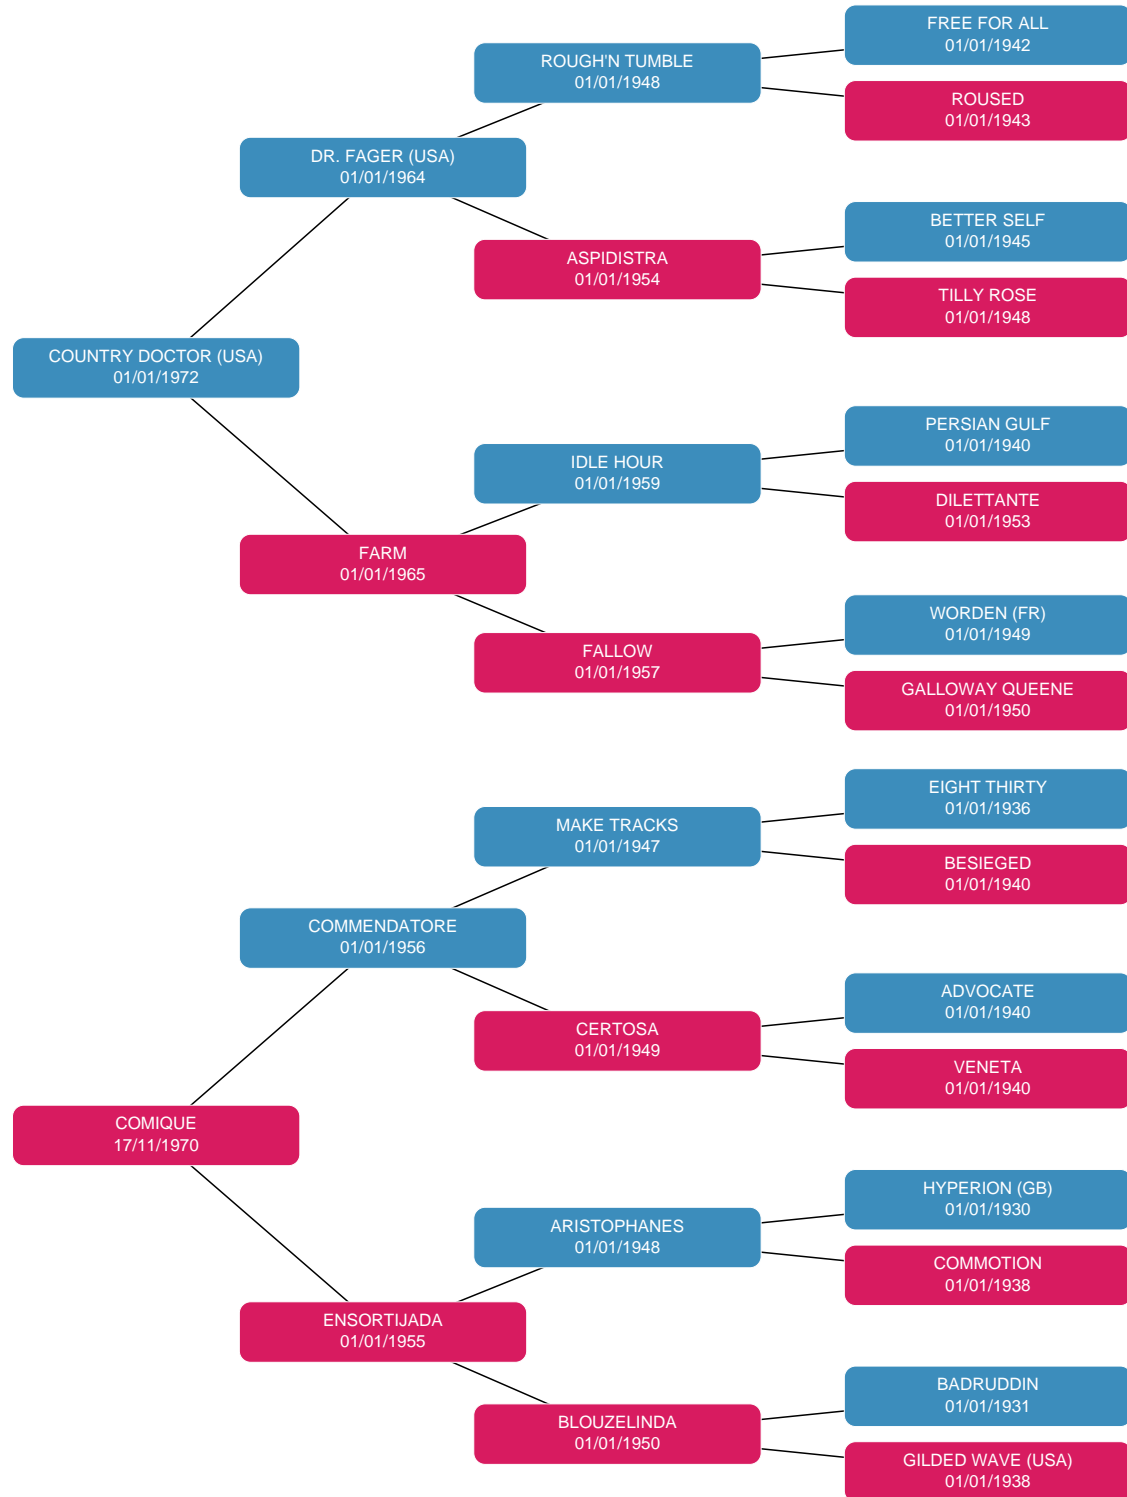 FREE FOR ALL
01/01/1942
ROUGH'N TUMBLE
01/01/1948
ROUSED
01/01/1943
DR. FAGER (USA)
01/01/1964
BETTER SELF
01/01/1945
ASPIDISTRA
01/01/1954
TILLY ROSE
01/01/1948
COUNTRY DOCTOR (USA)
01/01/1972
PERSIAN GULF
01/01/1940
IDLE HOUR
01/01/1959
DILETTANTE
01/01/1953
FARM
01/01/1965
WORDEN (FR)
01/01/1949
FALLOW
01/01/1957
GALLOWAY QUEENE
01/01/1950
EIGHT THIRTY
01/01/1936
MAKE TRACKS
01/01/1947
BESIEGED
01/01/1940
COMMENDATORE
01/01/1956
ADVOCATE
01/01/1940
CERTOSA
01/01/1949
VENETA
01/01/1940
COMIQUE
17/11/1970
HYPERION (GB)
01/01/1930
ARISTOPHANES
01/01/1948
COMMOTION
01/01/1938
ENSORTIJADA
01/01/1955
BADRUDDIN
01/01/1931
BLOUZELINDA
01/01/1950
GILDED WAVE (USA)
01/01/1938